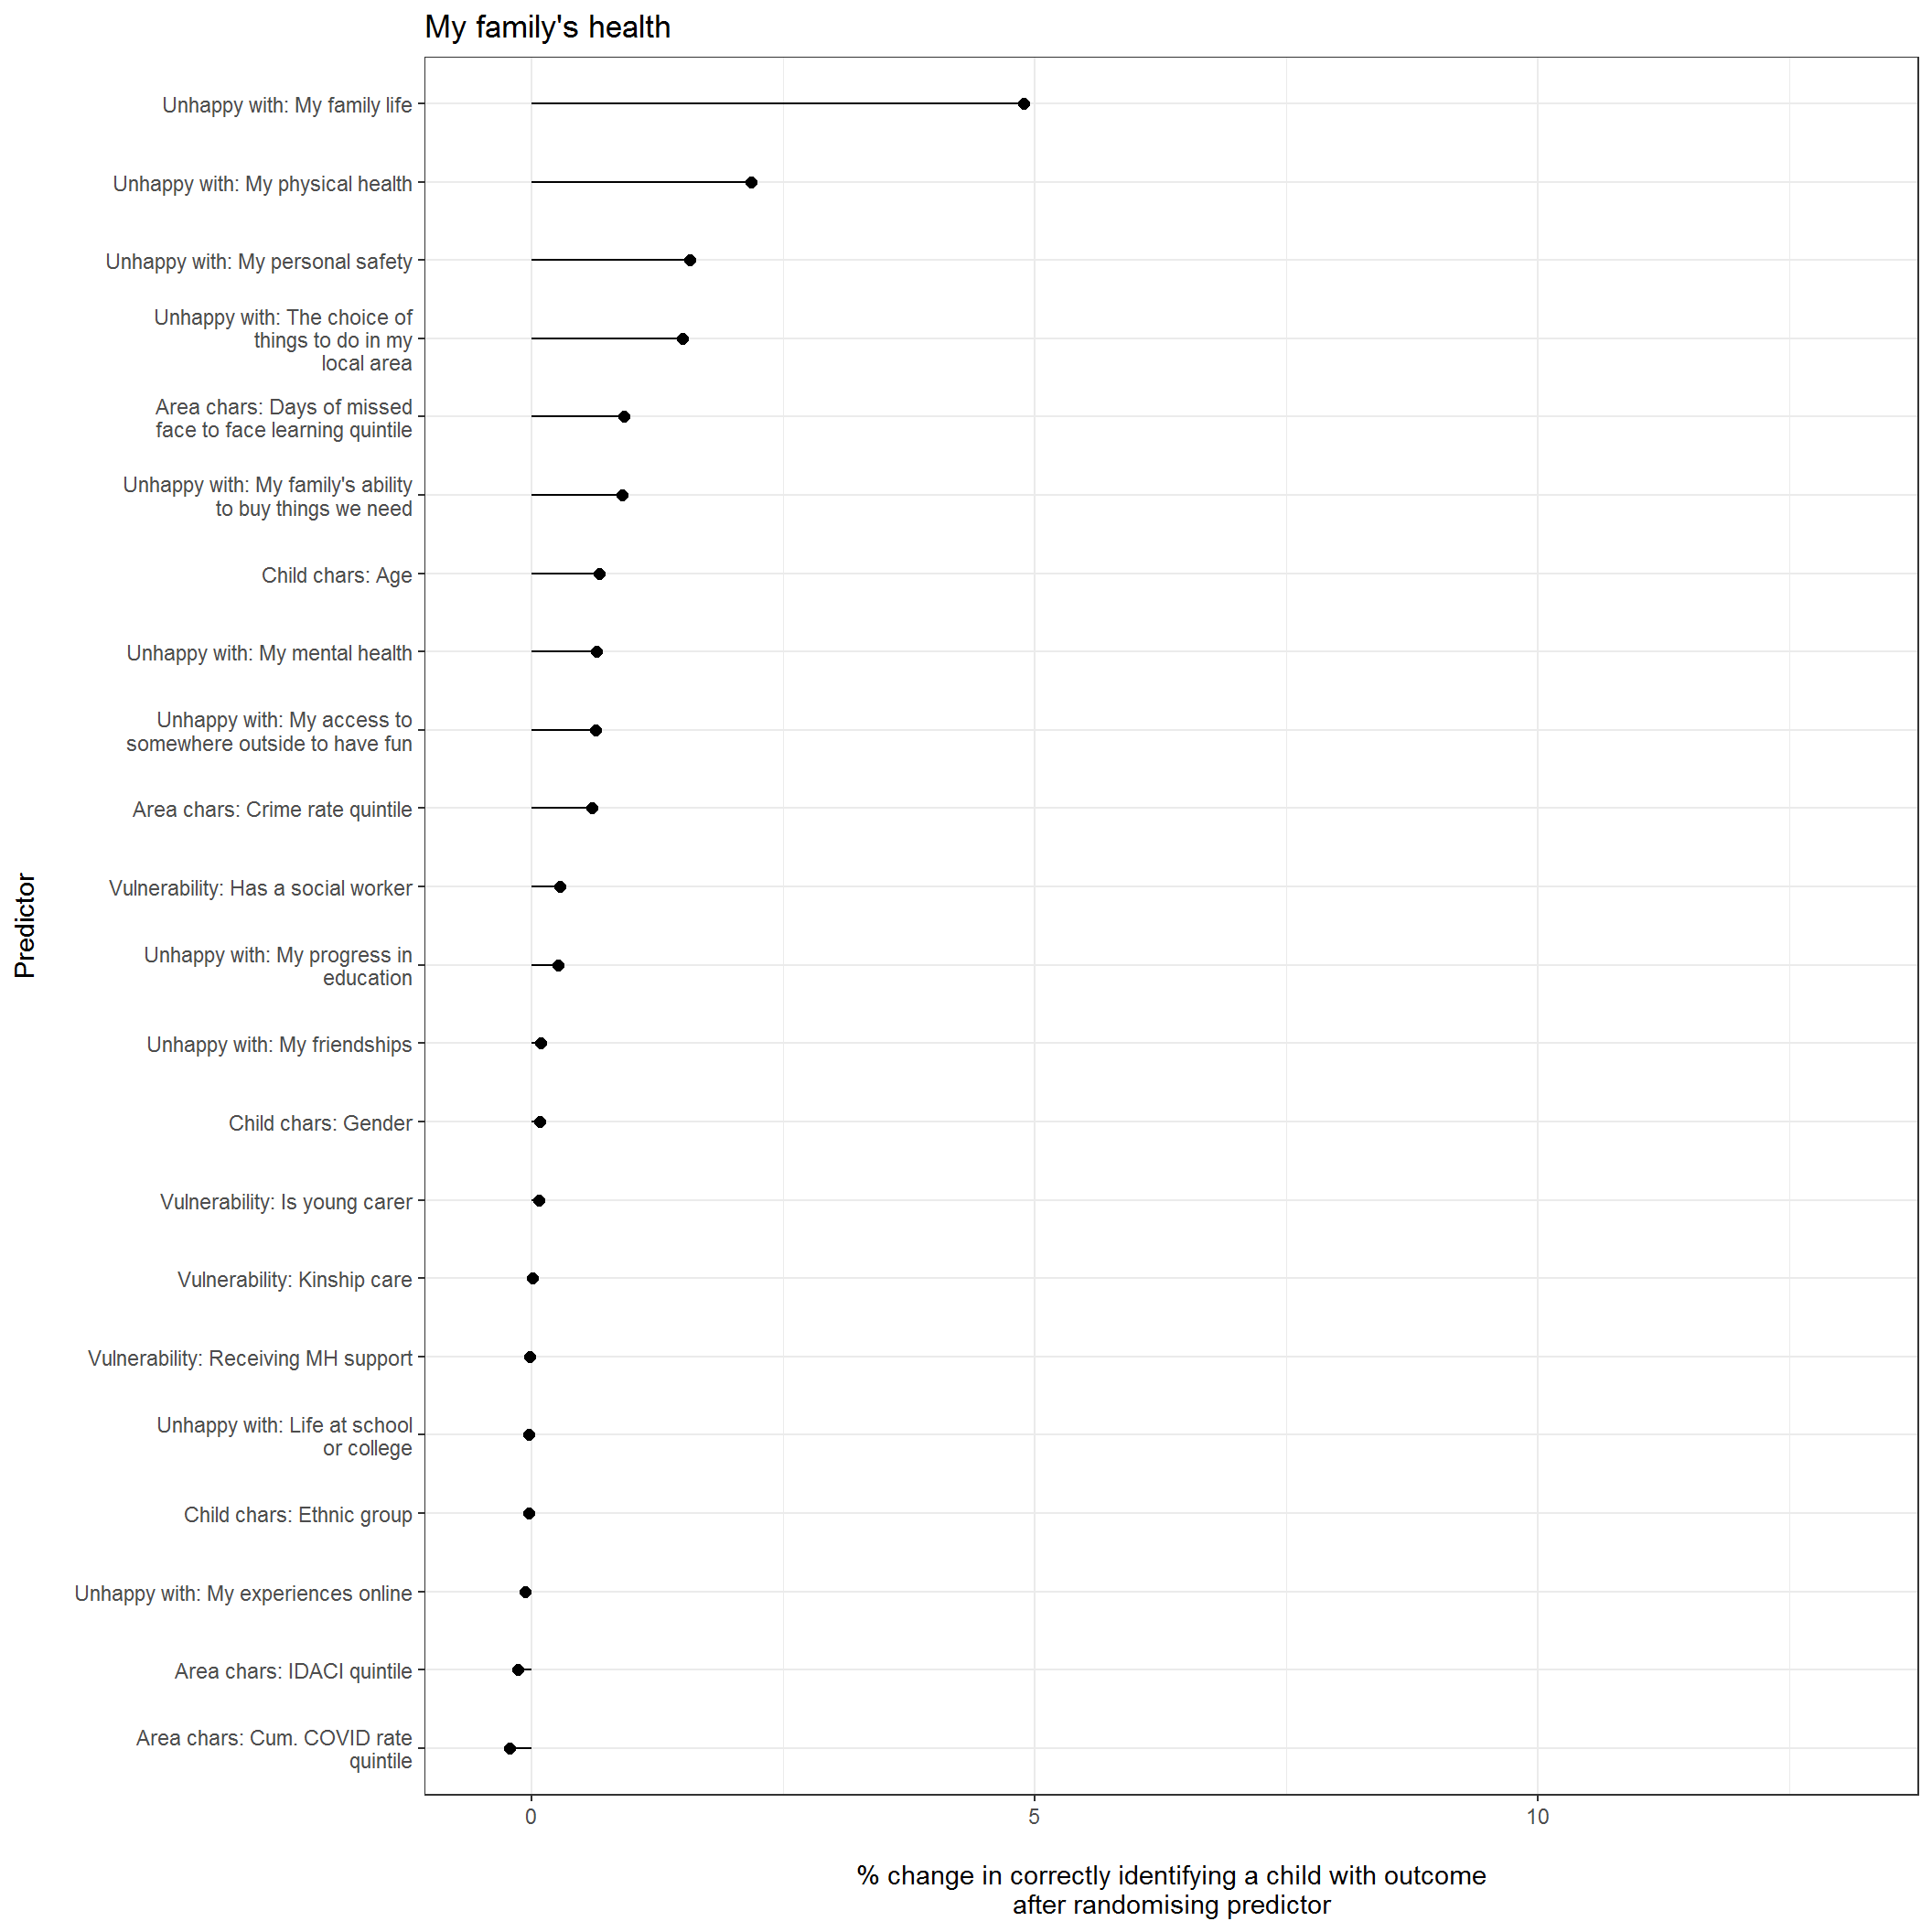 My family's health
Unhappy with: My family life
Unhappy with: My physical health
Unhappy with: My personal safety
Unhappy with: The choice of
things to do in my
local area
Area chars: Days of missed
face to face learning quintile
Unhappy with: My family's ability
to buy things we need
Child chars: Age
Unhappy with: My mental health
Unhappy with: My access to
somewhere outside to have fun
Area chars: Crime rate quintile
Vulnerability: Has a social worker
Unhappy with: My progress in
education
Unhappy with: My friendships
Child chars: Gender
Vulnerability: Is young carer
Vulnerability: Kinship care
Vulnerability: Receiving MH support
Unhappy with: Life at school
or college
Child chars: Ethnic group
Unhappy with: My experiences online
Area chars: IDACI quintile
Area chars: Cum. COVID rate
quintile
Predictor
0
5
10
% change in correctly identifying a child with outcome
after randomising predictor